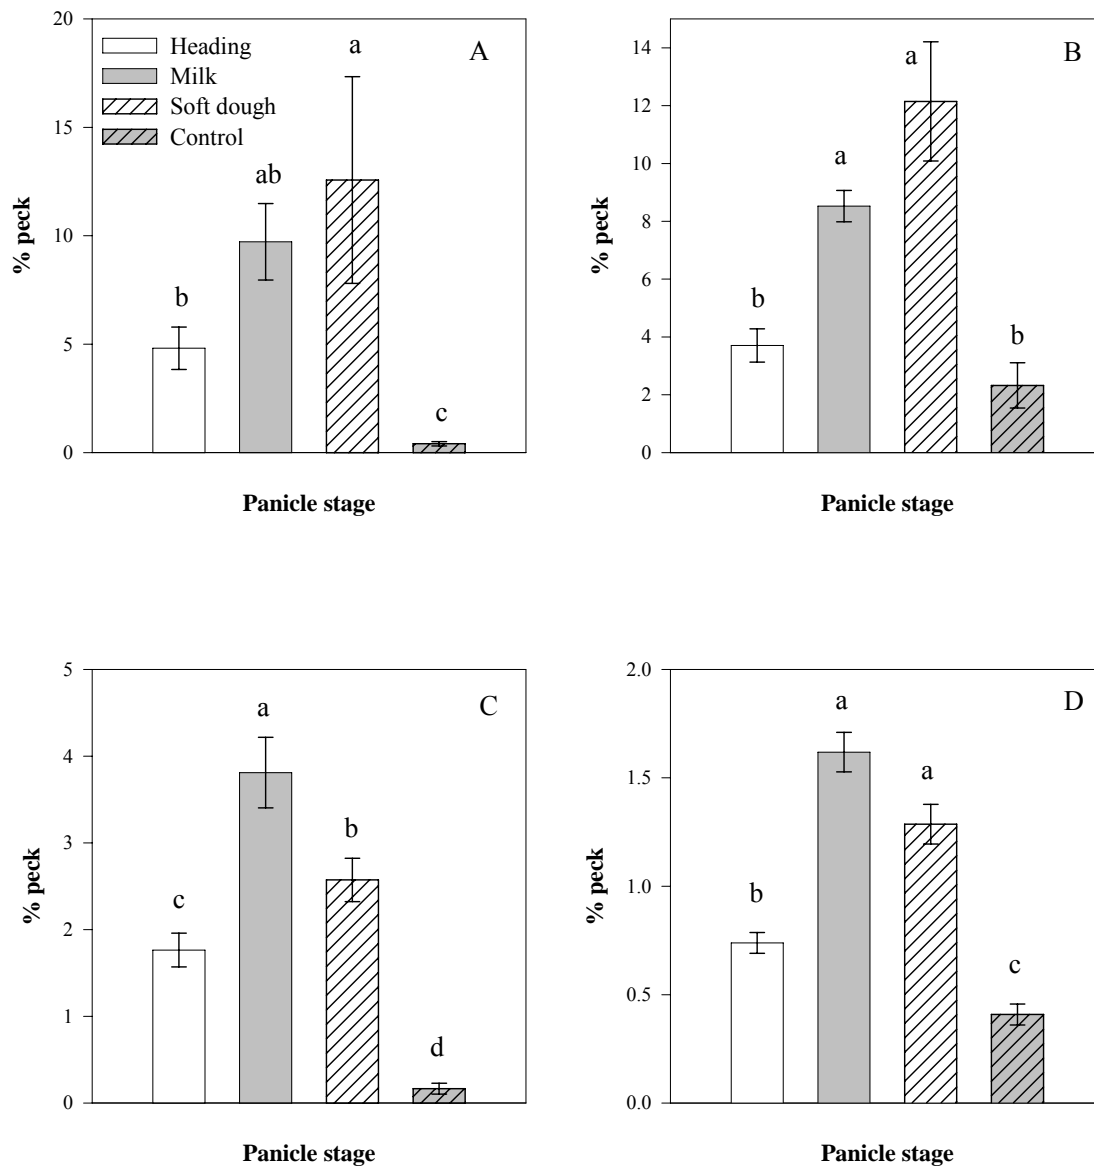 20
15
10
5
0
% peck
Heading
Milk
Soft dough
Control
A
b
ab
a
c
Panicle stage
14
12
10
8
6
4
2
0
% peck
B
b
a
a
b
Panicle stage
5
4
3
2
1
0
% peck
C
c
a
b
d
Panicle stage
2.0
1.5
1.0
0.5
0.0
% peck
D
b
a
a
c
Panicle stage